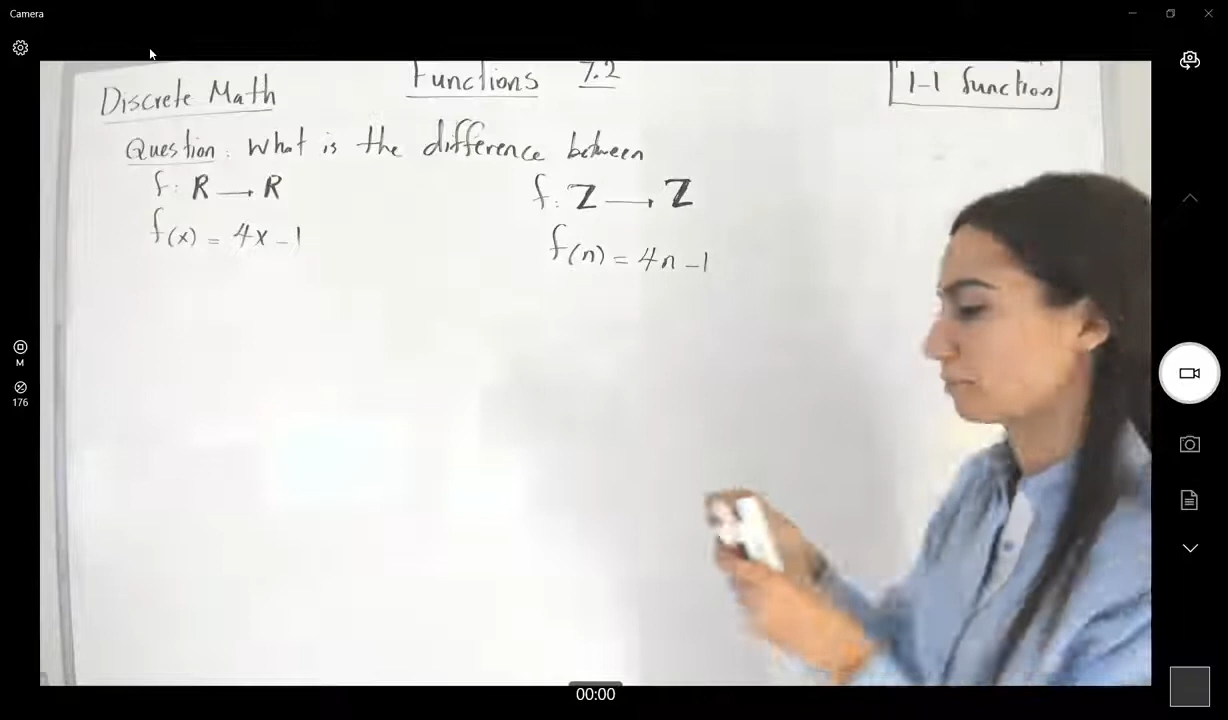 Camera
Discrete Math
Functions 7.2
1-1 function
Question: What is the difference between
f: R → R
f: Z → Z
f(x) = 4x - 1
f(n) = 4n - 1
M
176
00:00